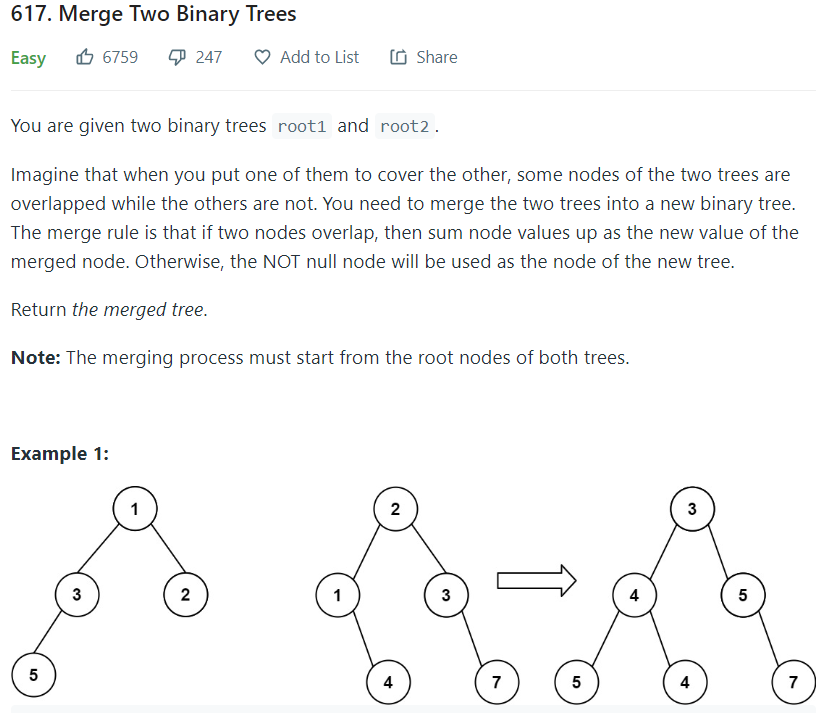 617. Merge Two Binary Trees
Easy 6759 247 Add to List Share
You are given two binary trees root1 and root2.
Imagine that when you put one of them to cover the other, some nodes of the two trees are
overlapped while the others are not. You need to merge the two trees into a new binary tree.
The merge rule is that if two nodes overlap, then sum node values up as the new value of the
merged node. Otherwise, the NOT null node will be used as the node of the new tree.
Return the merged tree.
Note: The merging process must start from the root nodes of both trees.
Example 1:
1 2 3
3 2 1 3 4 5
5 4 7 5 4 7